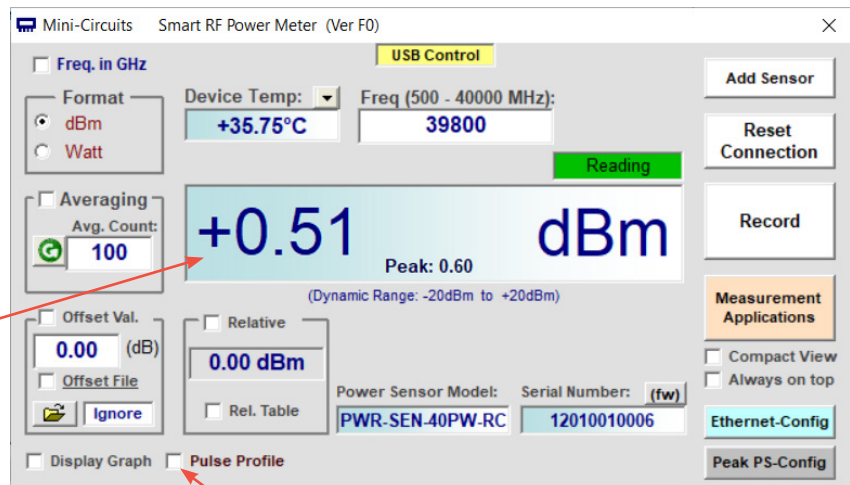 Mini-Circuits Smart RF Power Meter (Ver F0)
USB Control
Freq. in GHz
Format
dBm
Watt
Device Temp:
+35.75°C
Freq (500 - 40000 MHz):
39800
Reading
Averaging
Avg. Count:
100
+0.51 dBm
Peak: 0.60
(Dynamic Range: -20dBm to +20dBm)
Offset Val.
0.00 (dB)
Offset File
Ignore
Relative
0.00 dBm
Rel. Table
Power Sensor Model:
PWR-SEN-40PW-RC
Serial Number: (fw)
12010010006
Display Graph
Pulse Profile
Add Sensor
Reset
Connection
Record
Measurement
Applications
Compact View
Always on top
Ethernet-Config
Peak PS-Config